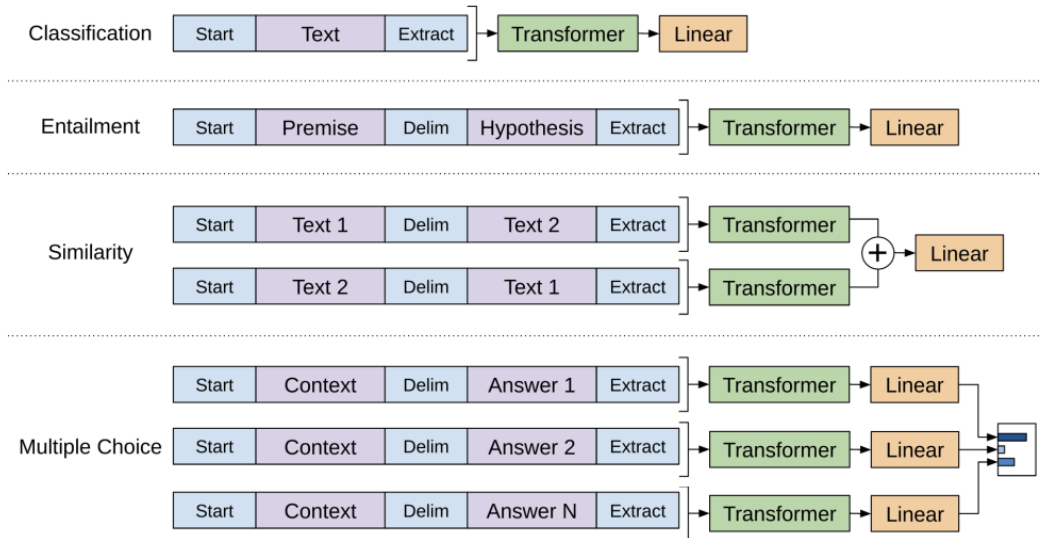 Classification Start Text Extract Transformer Linear
Entailment Start Premise Delim Hypothesis Extract Transformer Linear
Start Text 1 Delim Text 2 Extract Transformer
Similarity + Linear
Start Text 2 Delim Text 1 Extract Transformer
Start Context Delim Answer 1 Extract Transformer Linear
Multiple Choice Start Context Delim Answer 2 Extract Transformer Linear
Start Context Delim Answer N Extract Transformer Linear